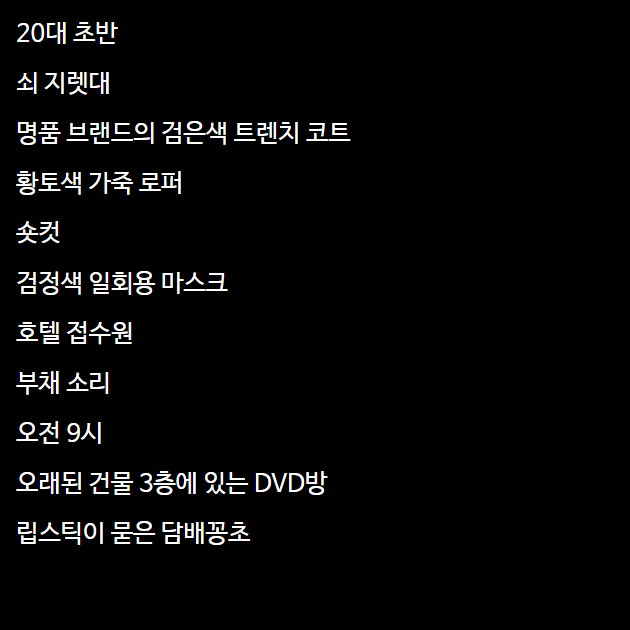 20대 초반
쇠 지렛대
명품 브랜드의 검은색 트렌치 코트
황토색 가죽 로퍼
숏컷
검정색 일회용 마스크
호텔 접수원
부채 소리
오전 9시
오래된 건물 3층에 있는 DVD방
립스틱이 묻은 담배꽁초